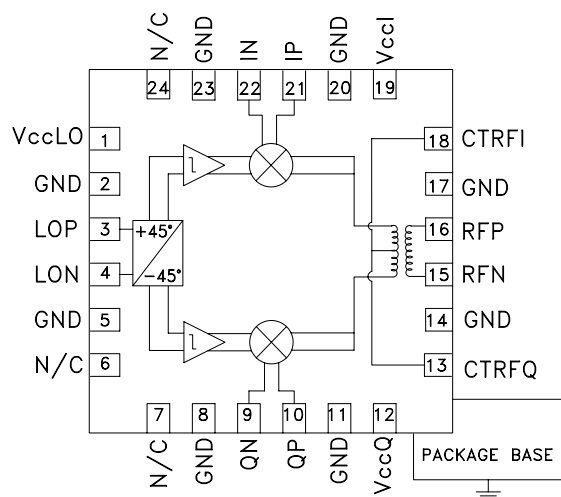 N/C GND IN IP GND VccI
24 23 22 21 20 19
VccLO 1 18 CTRFI
GND 2 17 GND
LOP 3 +45° 16 RFP
LON 4 -45° 15 RFN
GND 5 14 GND
N/C 6 13 CTRFQ
7 8 9 10 11 12
N/C GND QN QP GND VccQ
PACKAGE BASE